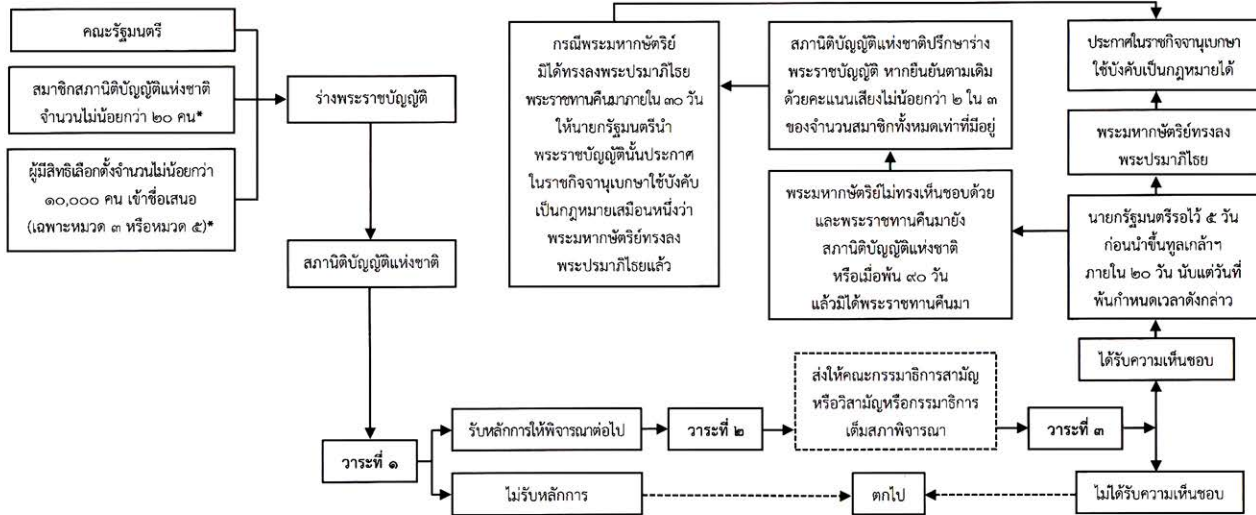 คณะรัฐมนตรี
สมาชิกสภานิติบัญญัติแห่งชาติ
จำนวนไม่น้อยกว่า ๒๐ คน*
ผู้มีสิทธิเลือกตั้งจำนวนไม่น้อยกว่า
๑๐,๐๐๐ คน เข้าชื่อเสนอ
(เฉพาะหมวด ๓ หรือหมวด ๕)*
ร่างพระราชบัญญัติ
สภานิติบัญญัติแห่งชาติ
กรณีพระมหากษัตริย์
มิได้ทรงลงพระปรมาภิไธย
พระราชทานคืนมาภายใน ๓๐ วัน
ให้นายกรัฐมนตรีนำ
พระราชบัญญัตินั้นประกาศ
ในราชกิจจานุเบกษาใช้บังคับ
เป็นกฎหมายเสมือนหนึ่งว่า
พระมหากษัตริย์ทรงลง
พระปรมาภิไธยแล้ว
สภานิติบัญญัติแห่งชาติปรึกษาร่าง
พระราชบัญญัติ หากยืนยันตามเดิม
ด้วยคะแนนเสียงไม่น้อยกว่า ๒ ใน ๓
ของจำนวนสมาชิกทั้งหมดเท่าที่มีอยู่
พระมหากษัตริย์ไม่ทรงเห็นชอบด้วย
และพระราชทานคืนมายัง
สภานิติบัญญัติแห่งชาติ
หรือเมื่อพ้น ๙๐ วัน
แล้วมิได้พระราชทานคืนมา
ประกาศในราชกิจจานุเบกษา
ใช้บังคับเป็นกฎหมายได้
พระมหากษัตริย์ทรงลง
พระปรมาภิไธย
นายกรัฐมนตรีรอไว้ ๕ วัน
ก่อนนำขึ้นทูลเกล้าฯ
ภายใน ๒๐ วัน นับแต่วันที่
พ้นกำหนดเวลาดังกล่าว
ได้รับความเห็นชอบ
วาระที่ ๑
รับหลักการให้พิจารณาต่อไป
วาระที่ ๒
ส่งให้คณะกรรมาธิการสามัญ
หรือวิสามัญหรือกรรมาธิการ
เต็มสภาพิจารณา
วาระที่ ๓
ไม่รับหลักการ
ตกไป
ไม่ได้รับความเห็นชอบ